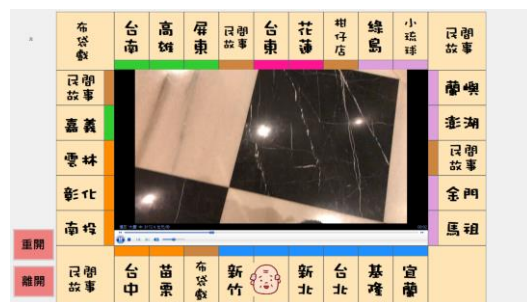 布袋戲
台南
高雄
屏東
民間故事
台東
花蓮
柑仔店
綠島
小琉球
民間故事
民間故事
蘭嶼
嘉義
澎湖
雲林
民間故事
彰化
金門
南投
馬祖
重開
離開
民間故事
台中
苗栗
布袋戲
新竹
新北
台北
基隆
宜蘭